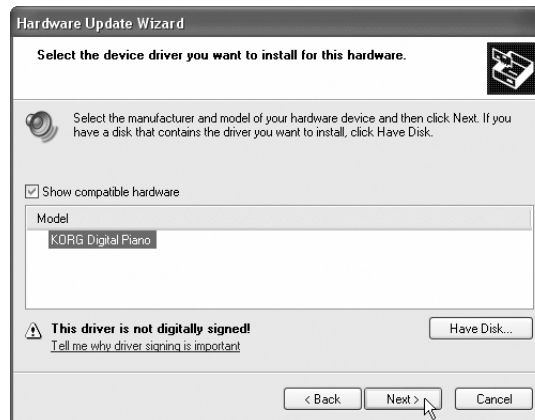 Hardware Update Wizard
Select the device driver you want to install for this hardware.
Select the manufacturer and model of your hardware device and then click Next. If you
have a disk that contains the driver you want to install, click Have Disk.
Show compatible hardware
Model
KORG Digital Piano
This driver is not digitally signed!
Tell me why driver signing is important
Have Disk...
< Back
Next >
Cancel